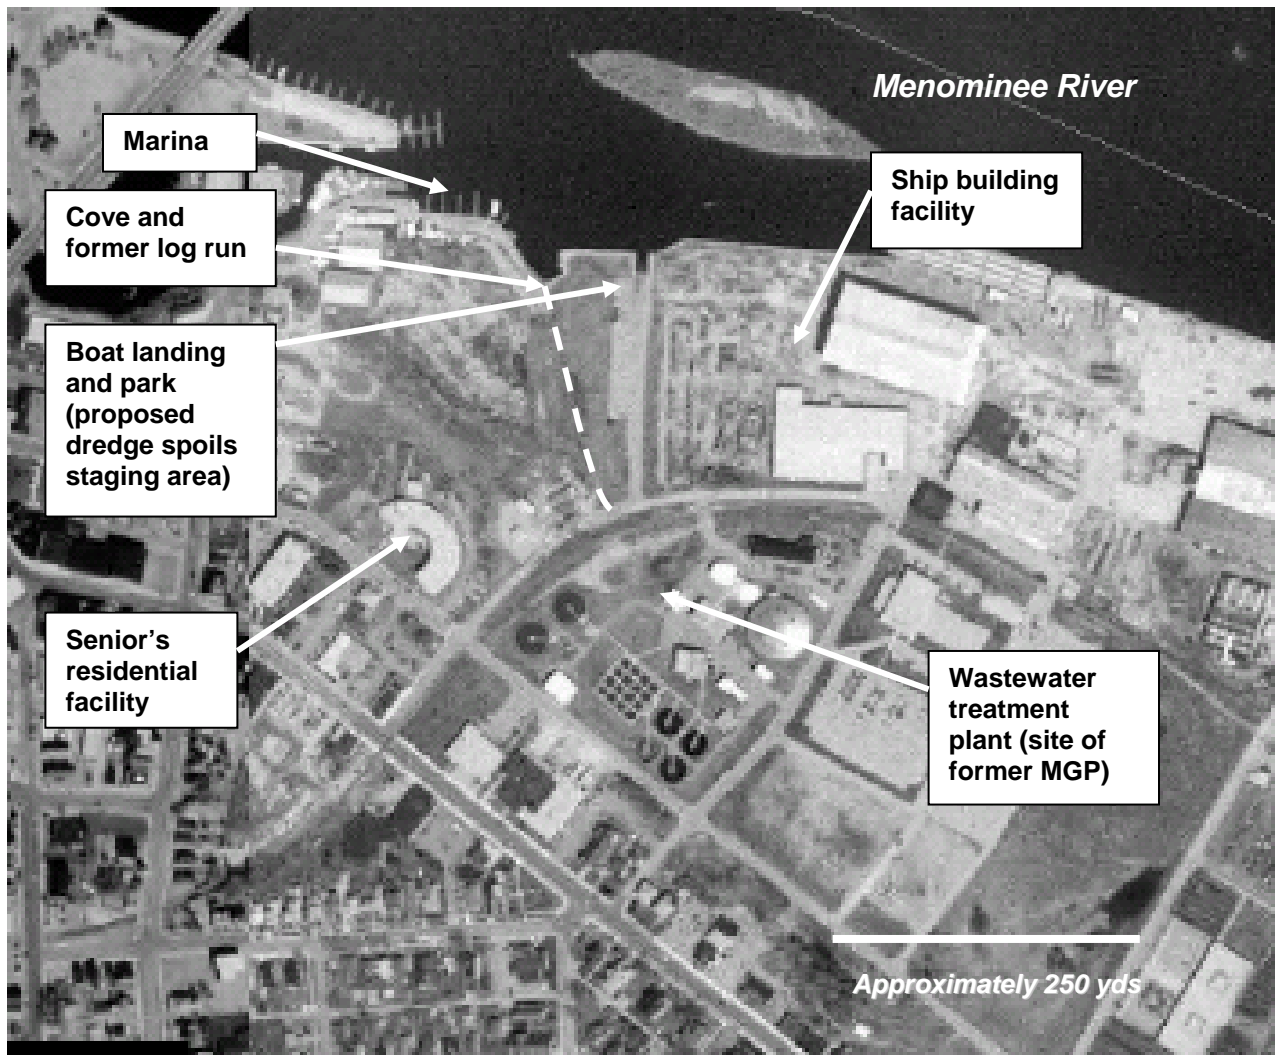 Menominee River
Marina
Ship building
facility
Cove and
former log run
Boat landing
and park
(proposed
dredge spoils
staging area)
Senior's
residential
facility
Wastewater
treatment
plant (site of
former MGP)
Approximately 250 yds